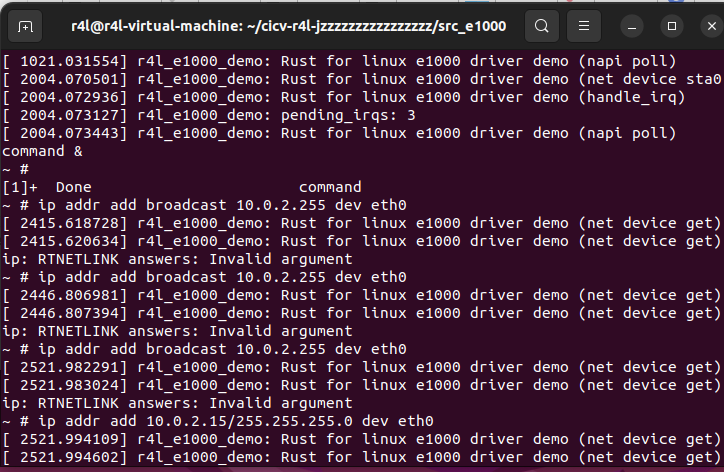 r4l@r4l-virtual-machine: ~/cicv-r4l-jzzzzzzzzzzzzzzzz/src_e1000
[ 1021.031554] r4l_e1000_demo: Rust for linux e1000 driver demo (napi poll)
[ 2004.070501] r4l_e1000_demo: Rust for linux e1000 driver demo (net device sta0
[ 2004.072936] r4l_e1000_demo: Rust for linux e1000 driver demo (handle_irq)
[ 2004.073127] r4l_e1000_demo: pending_irqs: 3
[ 2004.073443] r4l_e1000_demo: Rust for linux e1000 driver demo (napi poll)
command &
~ #
[1]+  Done                       command
~ # ip addr add broadcast 10.0.2.255 dev eth0
[ 2415.618728] r4l_e1000_demo: Rust for linux e1000 driver demo (net device get)
[ 2415.620634] r4l_e1000_demo: Rust for linux e1000 driver demo (net device get)
ip: RTNETLINK answers: Invalid argument
~ # ip addr add broadcast 10.0.2.255 dev eth0
[ 2446.806981] r4l_e1000_demo: Rust for linux e1000 driver demo (net device get)
[ 2446.807394] r4l_e1000_demo: Rust for linux e1000 driver demo (net device get)
ip: RTNETLINK answers: Invalid argument
~ # ip addr add broadcast 10.0.2.255 dev eth0
[ 2521.982291] r4l_e1000_demo: Rust for linux e1000 driver demo (net device get)
[ 2521.983024] r4l_e1000_demo: Rust for linux e1000 driver demo (net device get)
ip: RTNETLINK answers: Invalid argument
~ # ip addr add 10.0.2.15/255.255.255.0 dev eth0
[ 2521.994109] r4l_e1000_demo: Rust for linux e1000 driver demo (net device get)
[ 2521.994602] r4l_e1000_demo: Rust for linux e1000 driver demo (net device get)